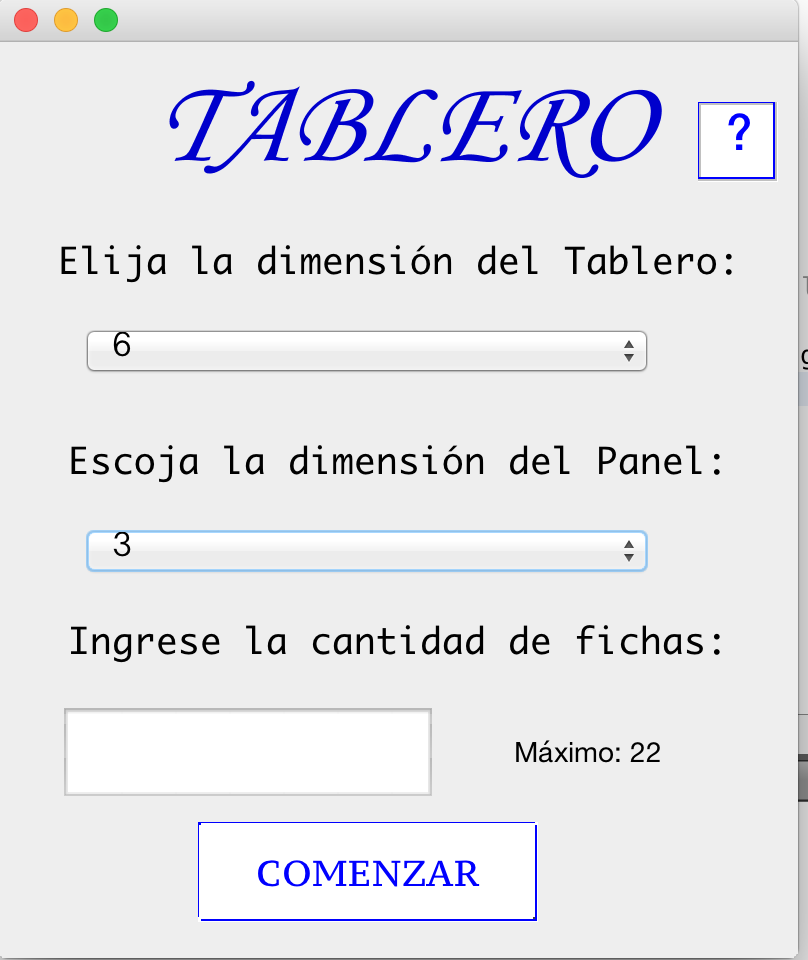 TABLERO
?
Elija la dimensión del Tablero:
6
Escoja la dimensión del Panel:
3
Ingrese la cantidad de fichas:
Máximo: 22
COMENZAR